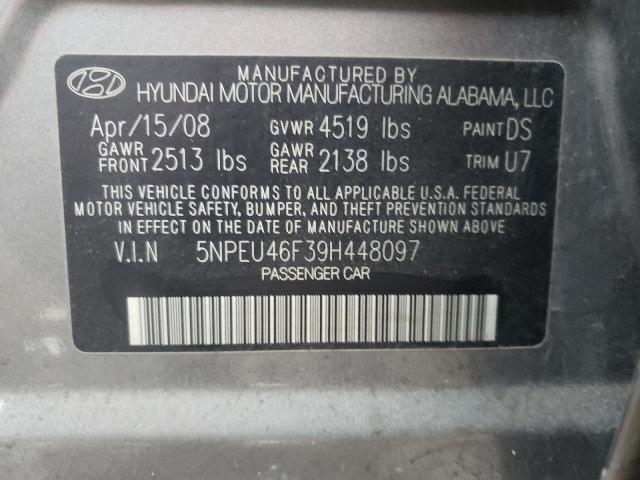 MANUFACTURED BY
HYUNDAI MOTOR MANUFACTURING ALABAMA, LLC
Apr/15/08 GVWR 4519 lbs PAINT DS
GAWR FRONT 2513 lbs GAWR REAR 2138 lbs TRIM U7
THIS VEHICLE CONFORMS TO ALL APPLICABLE U.S.A. FEDERAL
MOTOR VEHICLE SAFETY, BUMPER, AND THEFT PREVENTION STANDARDS
IN EFFECT ON THE DATE OF MANUFACTURE SHOWN ABOVE.
V.I.N 5NPEU46F39H448097
PASSENGER CAR